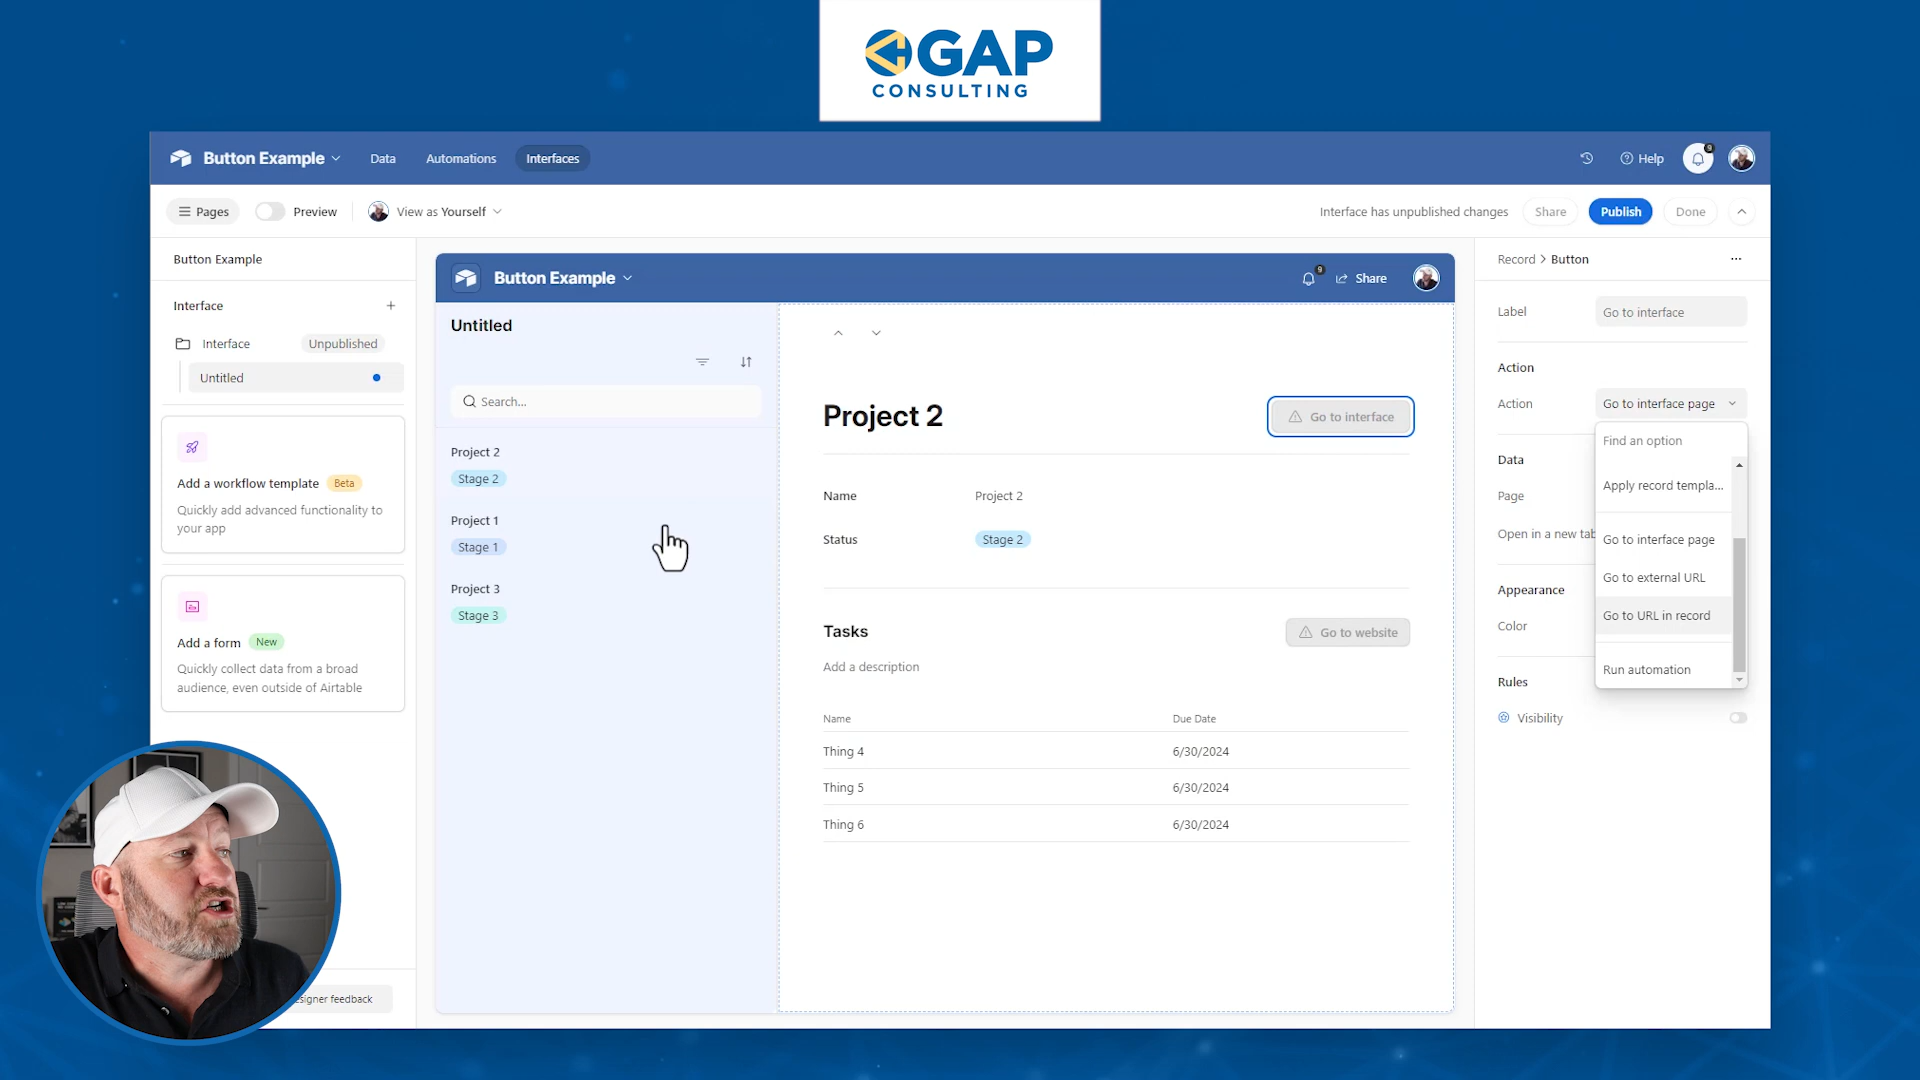 GAP
CONSULTING
Button Example
Data
Automations
Interfaces
Help
9
Pages
Preview
View as Yourself
Interface has unpublished changes
Share
Publish
Done
Button Example
Interface
Interface
Unpublished
Untitled
Add a workflow template
Beta
Quickly add advanced functionality to
your app
Add a form
New
Quickly collect data from a broad
audience, even outside of Airtable
feedback
Button Example
9
Share
Untitled
Search...
Project 2
Stage 2
Project 1
Stage 1
Project 3
Stage 3
Project 2
Go to interface
Name
Project 2
Status
Stage 2
Tasks
Go to website
Add a description
Name
Due Date
Thing 4
6/30/2024
Thing 5
6/30/2024
Thing 6
6/30/2024
Record > Button
Label
Go to interface
Action
Action
Go to interface page
Data
Page
Open in a new tab
Appearance
Color
Rules
Visibility
Find an option
Apply record templa...
Go to interface page
Go to external URL
Go to URL in record
Run automation